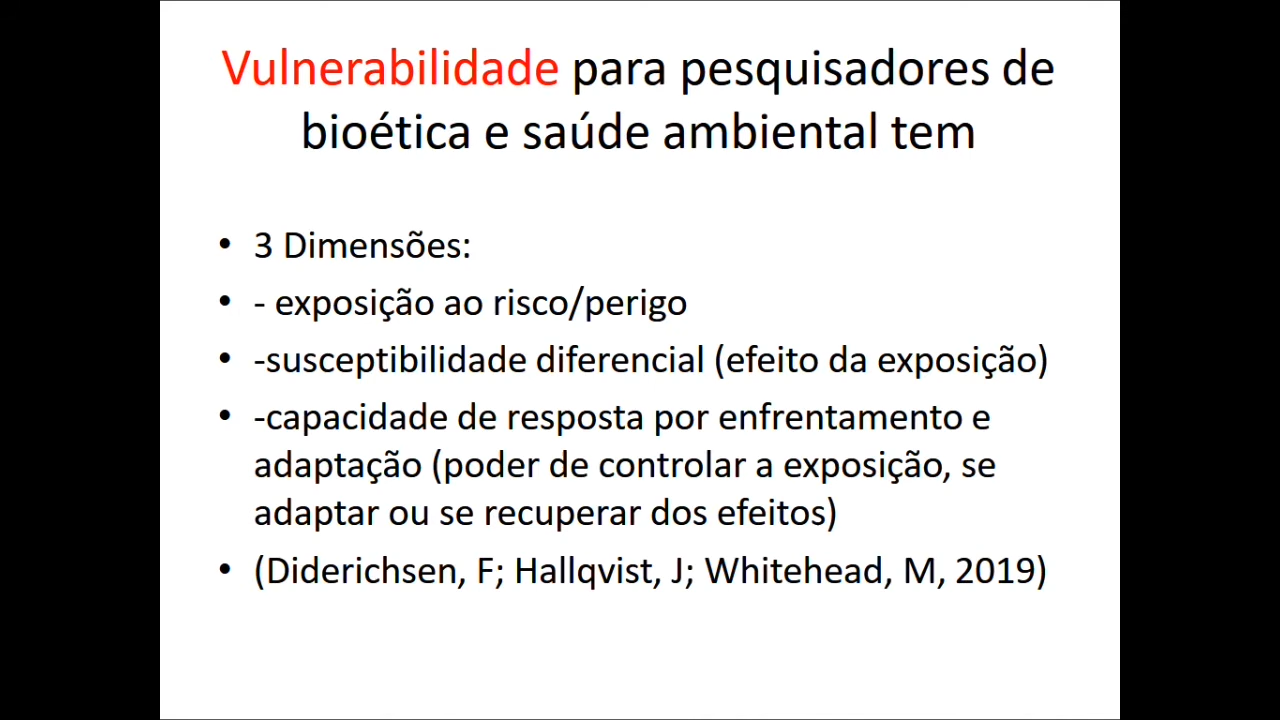 Vulnerabilidade para pesquisadores de
bioética e saúde ambiental tem
• 3 Dimensões:
• - exposição ao risco/perigo
• -susceptibilidade diferencial (efeito da exposição)
• -capacidade de resposta por enfrentamento e
adaptação (poder de controlar a exposição, se
adaptar ou se recuperar dos efeitos)
• (Diderichsen, F; Hallqvist, J; Whitehead, M, 2019)